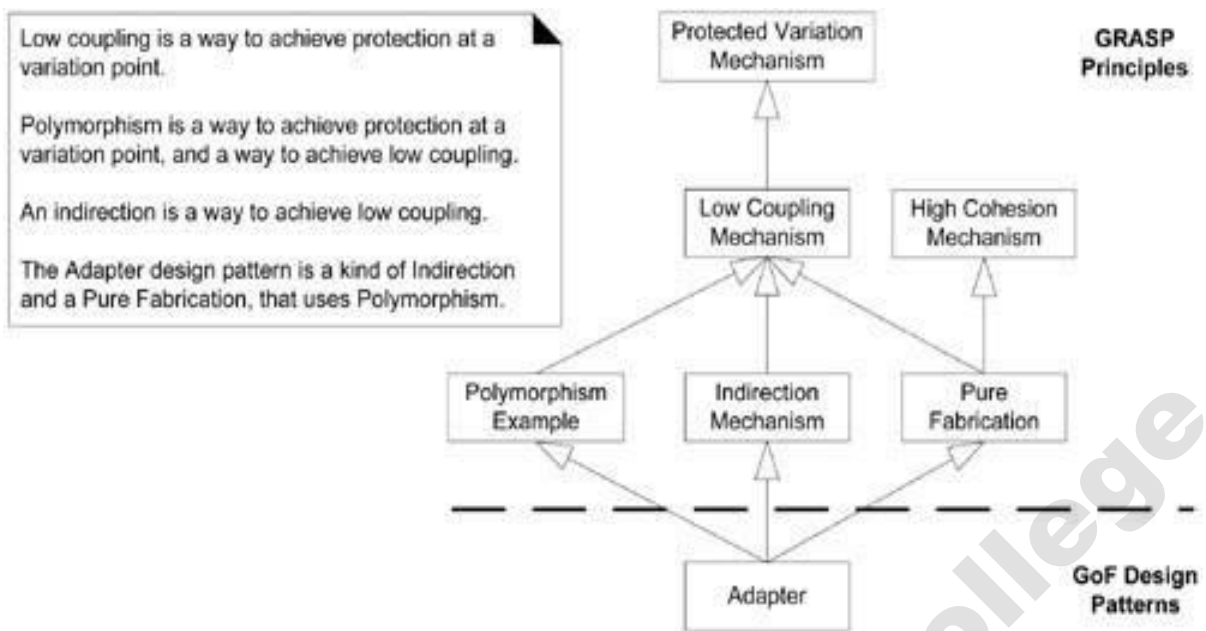 Low coupling is a way to achieve protection at a
variation point.
Polymorphism is a way to achieve protection at a
variation point, and a way to achieve low coupling.
An indirection is a way to achieve low coupling.
The Adapter design pattern is a kind of Indirection
and a Pure Fabrication, that uses Polymorphism.
Protected Variation
Mechanism
GRASP
Principles
Low Coupling
Mechanism
High Cohesion
Mechanism
Polymorphism
Example
Indirection
Mechanism
Pure
Fabrication
Adapter
GoF Design
Patterns
ollege